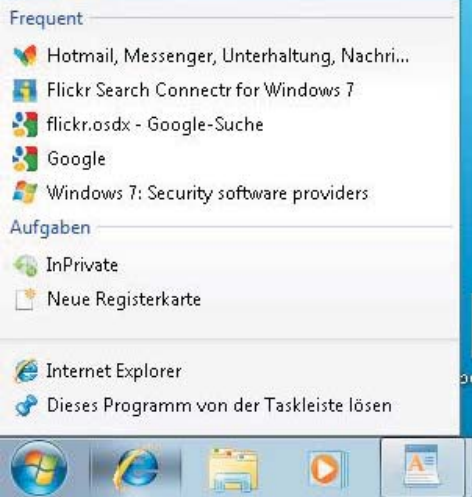 Frequent
Hotmail, Messenger, Unterhaltung, Nachri...
Flickr Search Connectr for Windows 7
flickr.osdx - Google-Suche
Google
Windows 7: Security software providers
Aufgaben
InPrivate
Neue Registerkarte
Internet Explorer
Dieses Programm von der Taskleiste lösen